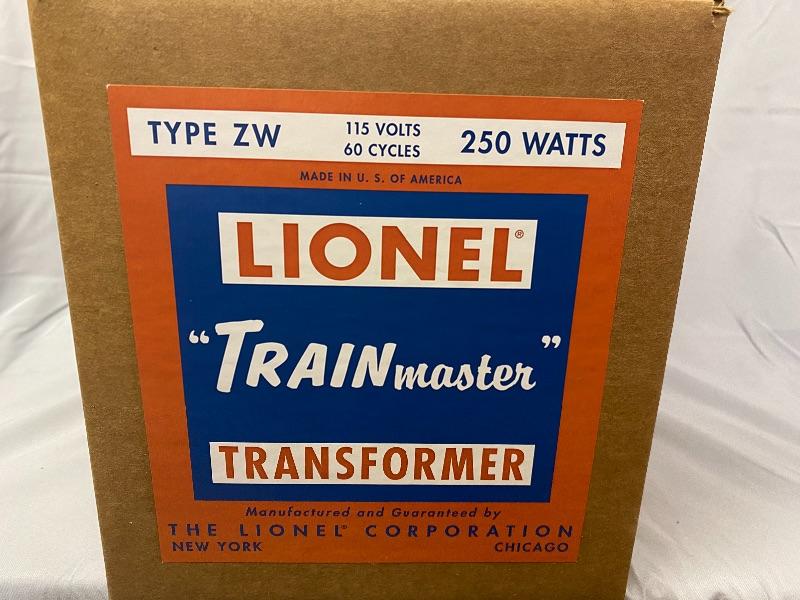 TYPE ZW 115 VOLTS 250 WATTS
60 CYCLES
MADE IN U. S. OF AMERICA
LIONEL®
"TRAINmaster"
TRANSFORMER
Manufactured and Guaranteed by
THE LIONEL® CORPORATION
NEW YORK CHICAGO